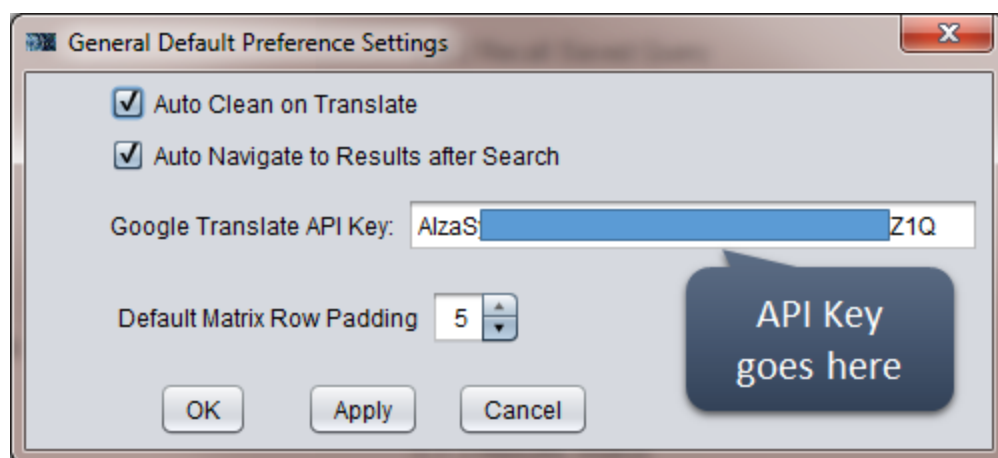 General Default Preference Settings
Auto Clean on Translate
Auto Navigate to Results after Search
Google Translate API Key: AIzaSy Z1Q
Default Matrix Row Padding 5
API Key
goes here
OK Apply Cancel